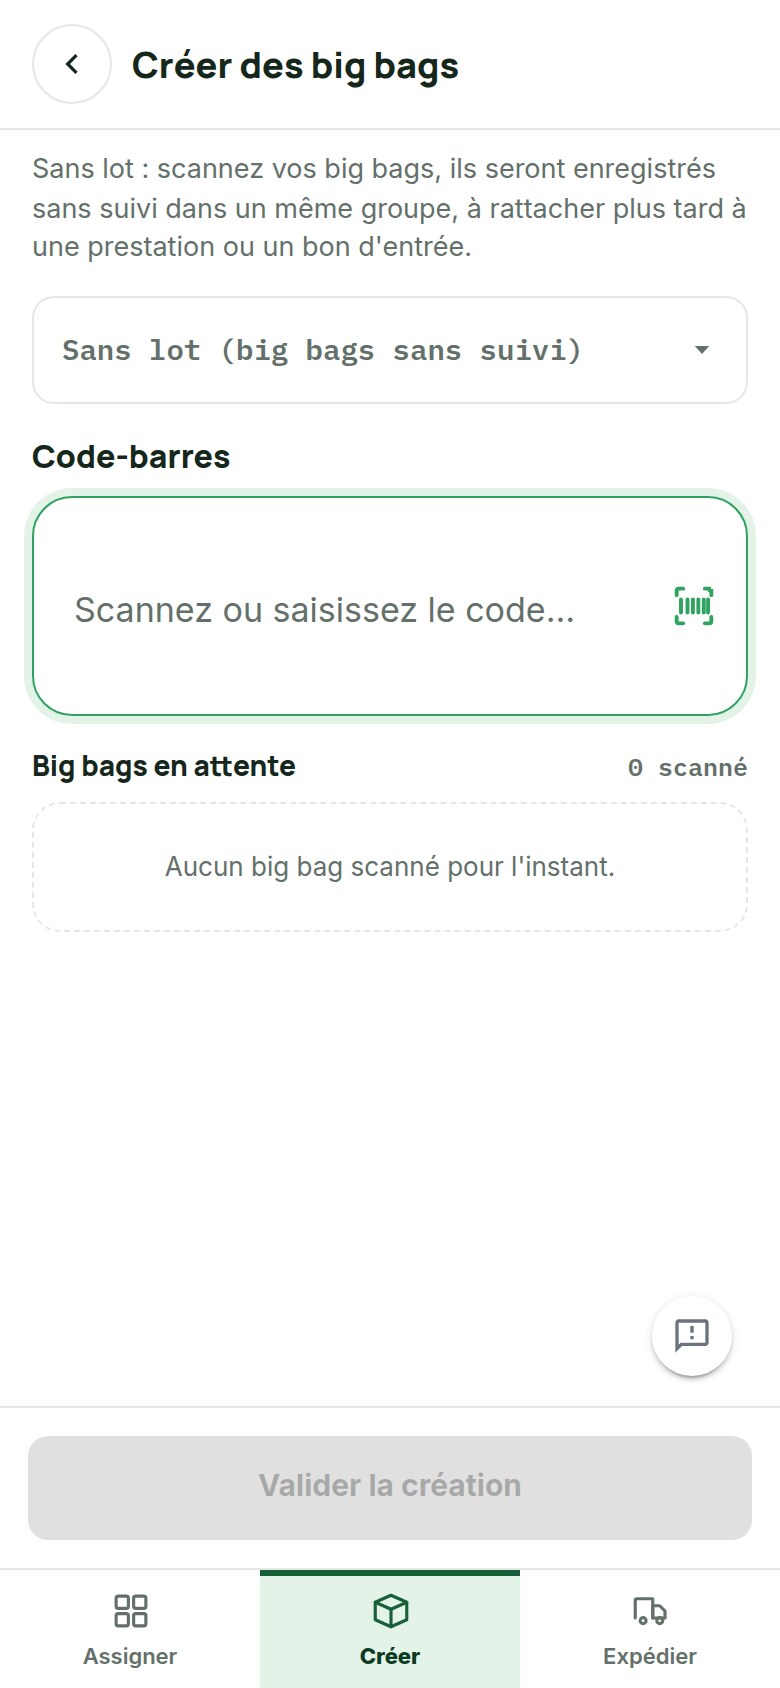 Créer des big bags
Sans lot : scannez vos big bags, ils seront enregistrés
sans suivi dans un même groupe, à rattacher plus tard à
une prestation ou un bon d'entrée.
Sans lot (big bags sans suivi)
Code-barres
Scannez ou saisissez le code...
Big bags en attente
0 scanné
Aucun big bag scanné pour l'instant.
Valider la création
Assigner
Créer
Expédier